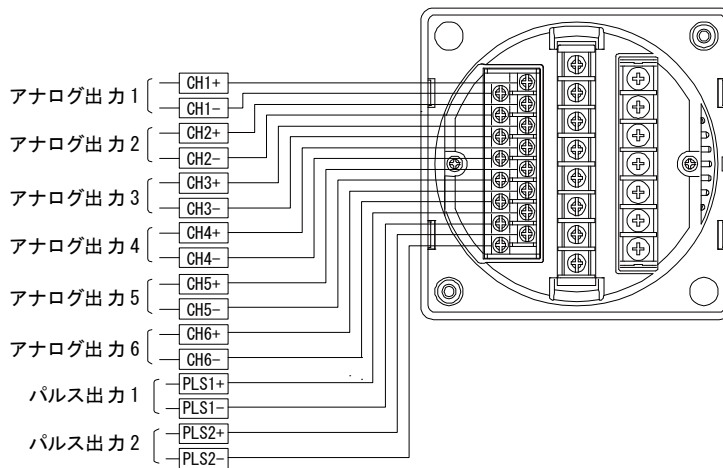 アナログ出力1
CH1+
CH1-
アナログ出力2
CH2+
CH2-
アナログ出力3
CH3+
CH3-
アナログ出力4
CH4+
CH4-
アナログ出力5
CH5+
CH5-
アナログ出力6
CH6+
CH6-
パルス出力1
PLS1+
PLS1-
パルス出力2
PLS2+
PLS2-